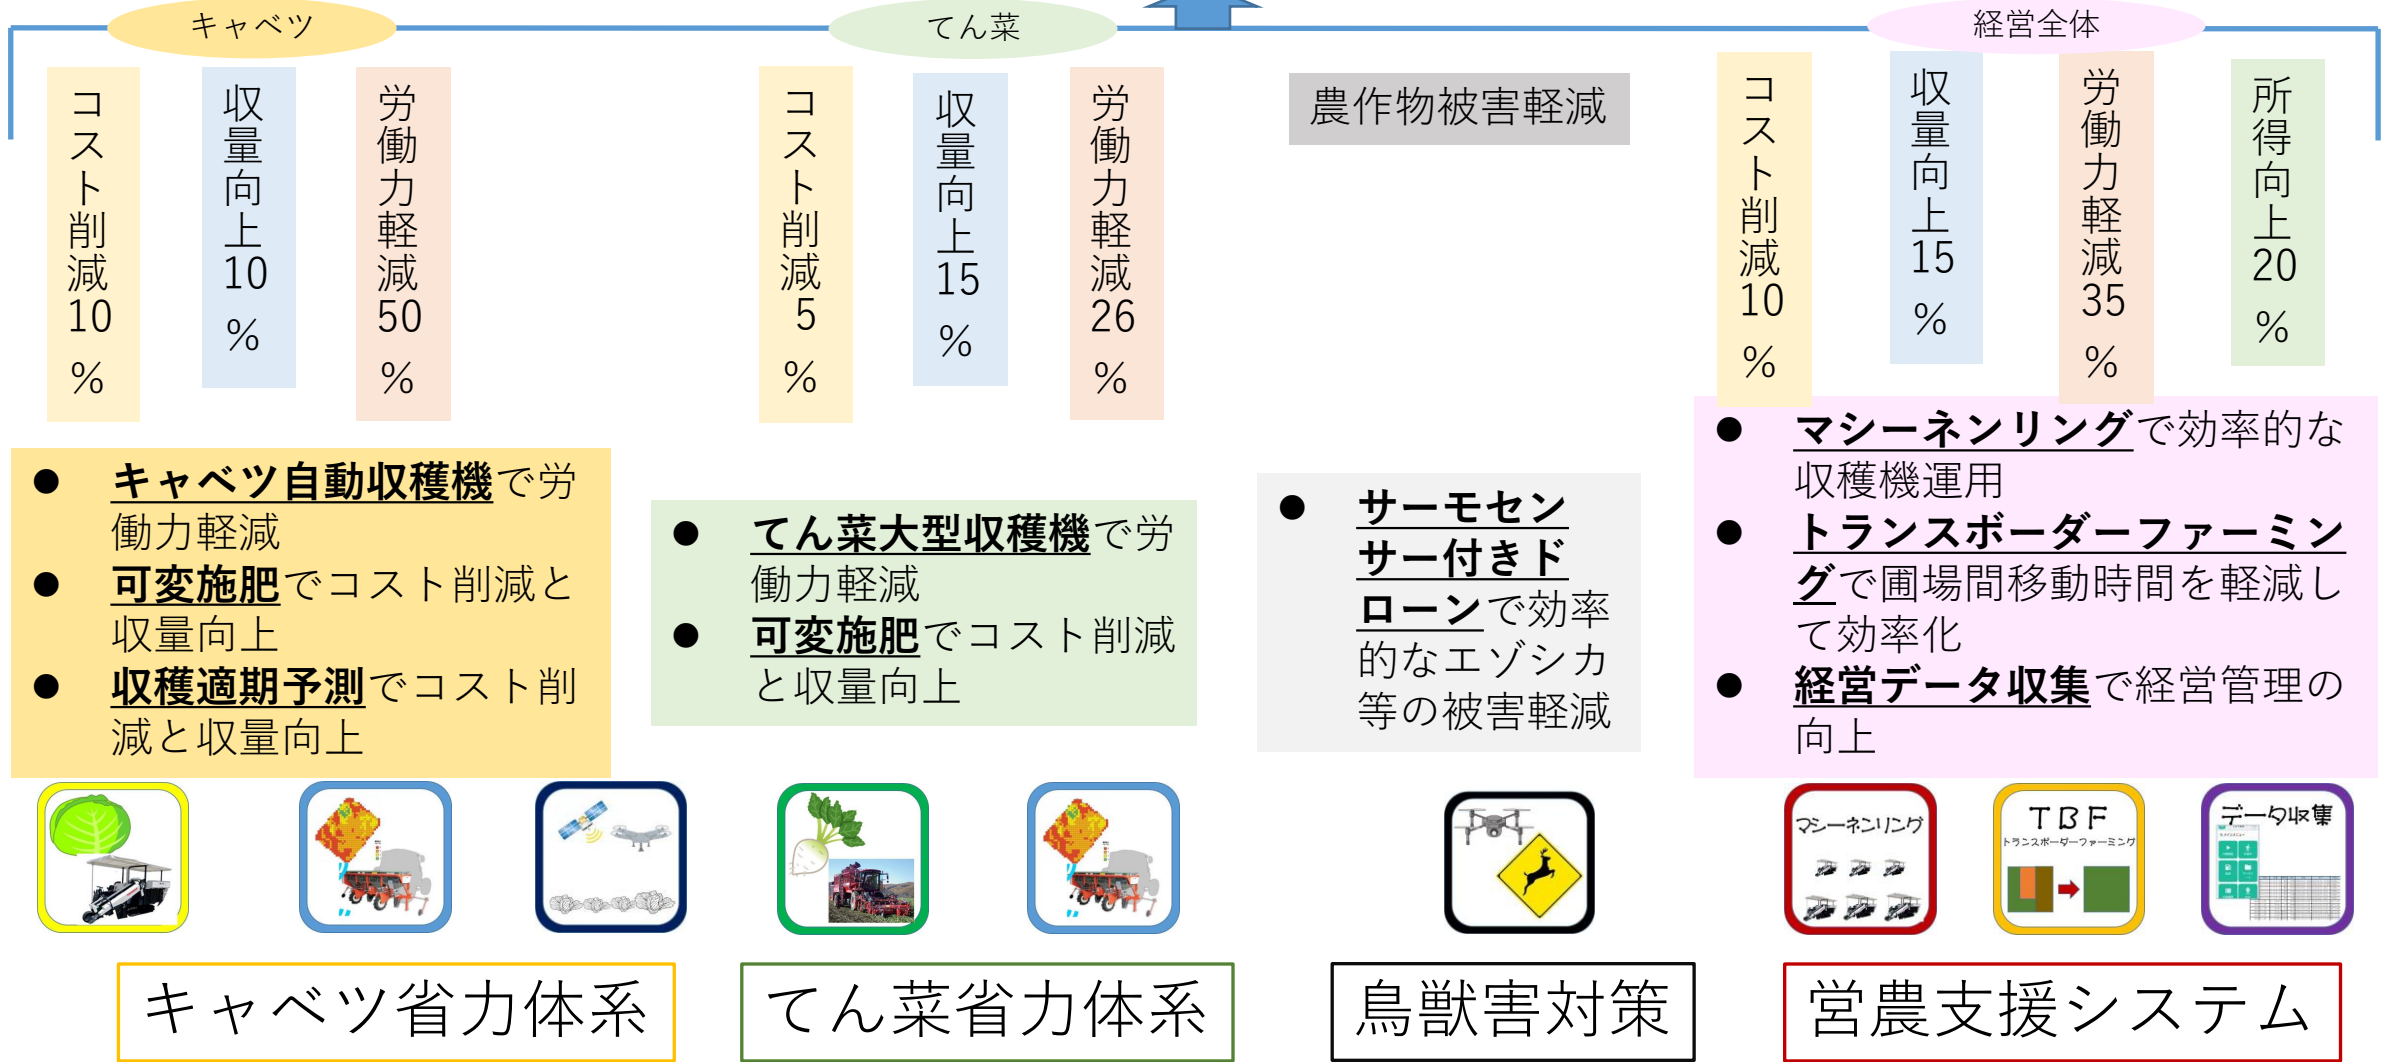 キャベツ
てん菜
経営全体
コスト削減10%
収量向上10%
労働力軽減50%
コスト削減5%
収量向上15%
労働力軽減26%
農作物被害軽減
コスト削減10%
収量向上15%
労働力軽減35%
所得向上20%
● キャベツ自動収穫機で労
働力軽減
● 可変施肥でコスト削減と
収量向上
● 収穫適期予測でコスト削
減と収量向上
● てん菜大型収穫機で労
働力軽減
● 可変施肥でコスト削減
と収量向上
● サーモセン
サー付きド
ローンで効率
的なエゾシカ
等の被害軽減
● マシーネンリングで効率的な
収穫機運用
● トランスボーダーファーミン
グで圃場間移動時間を軽減し
て効率化
● 経営データ収集で経営管理の
向上
マシーネンリング
TBF
トランスボーダーファーミング
データ収集
キャベツ省力体系
てん菜省力体系
鳥獣害対策
営農支援システム